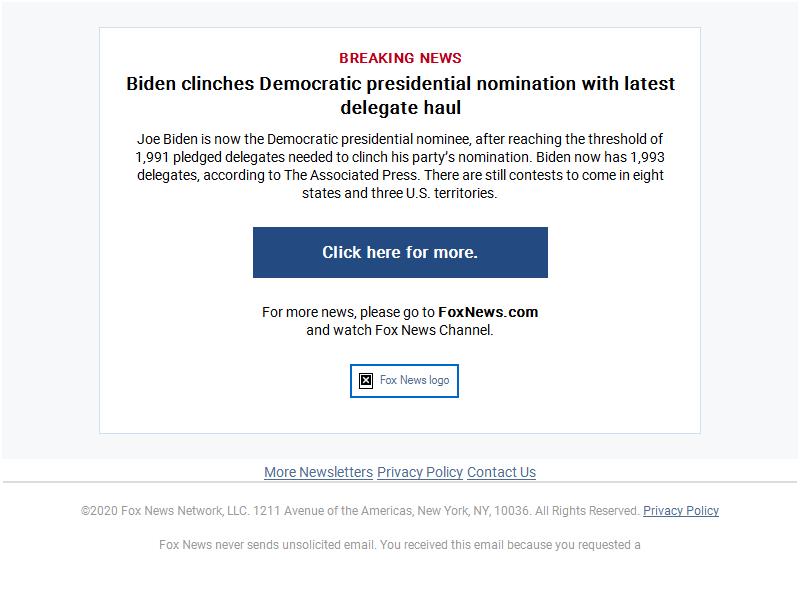 BREAKING NEWS
Biden clinches Democratic presidential nomination with latest
delegate haul
Joe Biden is now the Democratic presidential nominee, after reaching the threshold of
1,991 pledged delegates needed to clinch his party’s nomination. Biden now has 1,993
delegates, according to The Associated Press. There are still contests to come in eight
states and three U.S. territories.
Click here for more.
For more news, please go to FoxNews.com
and watch Fox News Channel.
Fox News logo
More Newsletters Privacy Policy Contact Us
©2020 Fox News Network, LLC. 1211 Avenue of the Americas, New York, NY, 10036. All Rights Reserved. Privacy Policy
Fox News never sends unsolicited email. You received this email because you requested a